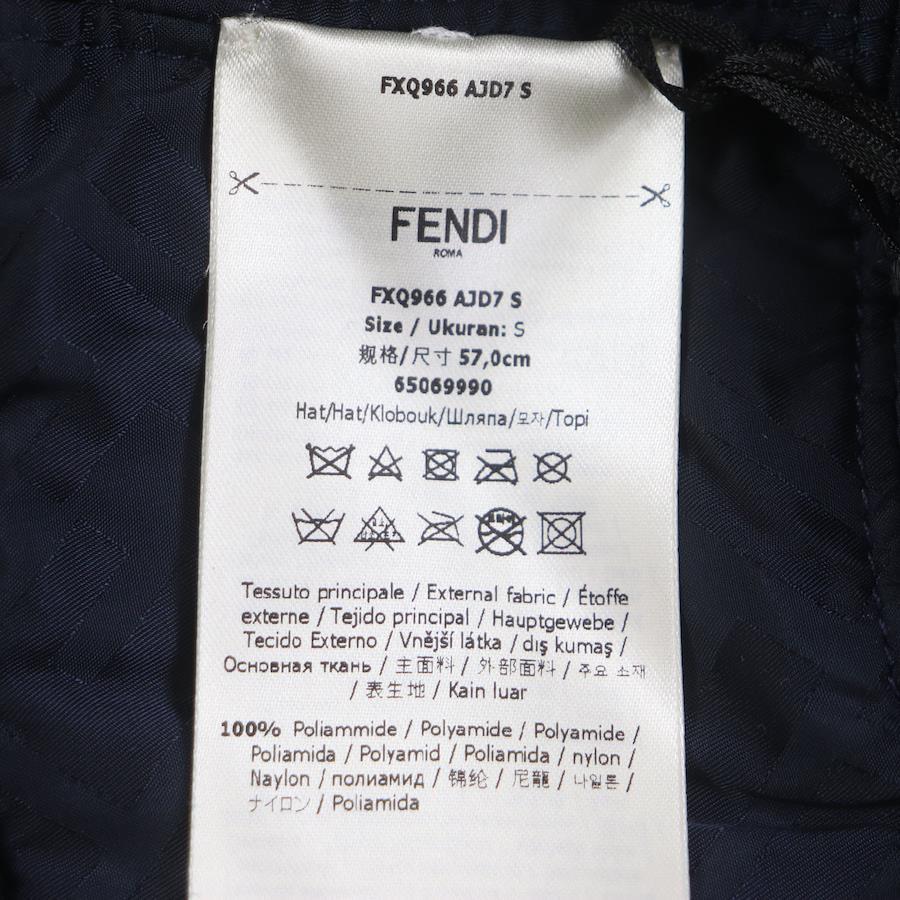 FXQ966 AJD7 S
FENDI
ROMA
FXQ966 AJD7 S
Size / Ukuran: S
规格/尺寸 57,0cm
65069990
Hat/Hat/Klobouk/Шляпа/모자/Topi
Tessuto principale / External fabric / Étoffe
externe / Tejido principal / Hauptgewebe /
Tecido Externo / Vnější látka / dış kumaş /
Основная ткань / 主面料 / 外部面料 / 주요 소재
/ 表生地 / Kain luar
100% Poliammide / Polyamide / Polyamide /
Poliamida / Polyamid / Poliamida / nylon /
Naylon / полиамид / 锦纶 / 尼龍 / 나일론 /
ナイロン / Poliamida